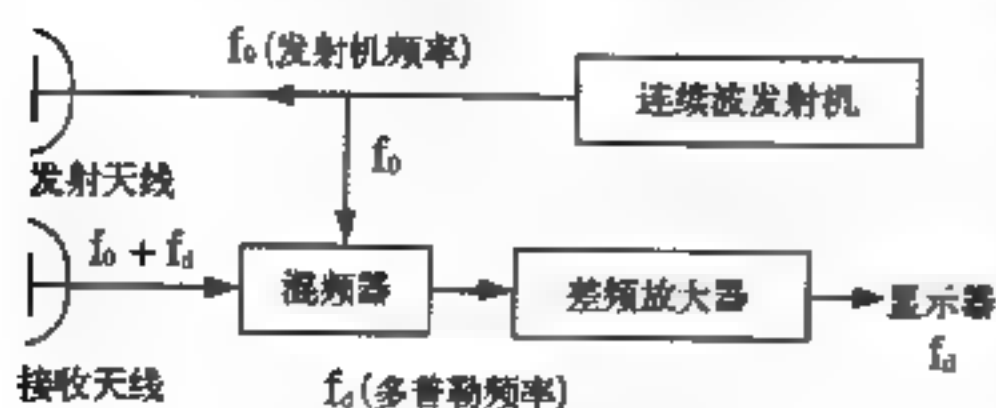 f₀(发射机频率)
连续波发射机
f₀
发射天线
f₀ + f_d
混频器
差频放大器
显示器
f_d
接收天线
f_d(多普勒频率)